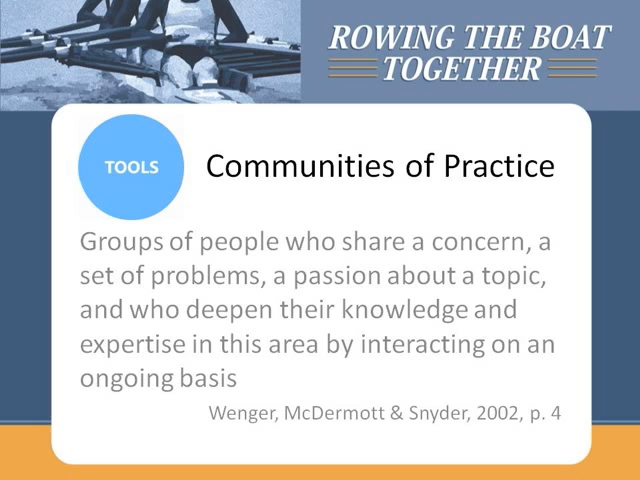 ROWING THE BOAT
TOGETHER
TOOLS
Communities of Practice
Groups of people who share a concern, a
set of problems, a passion about a topic,
and who deepen their knowledge and
expertise in this area by interacting on an
ongoing basis
Wenger, McDermott & Snyder, 2002, p. 4